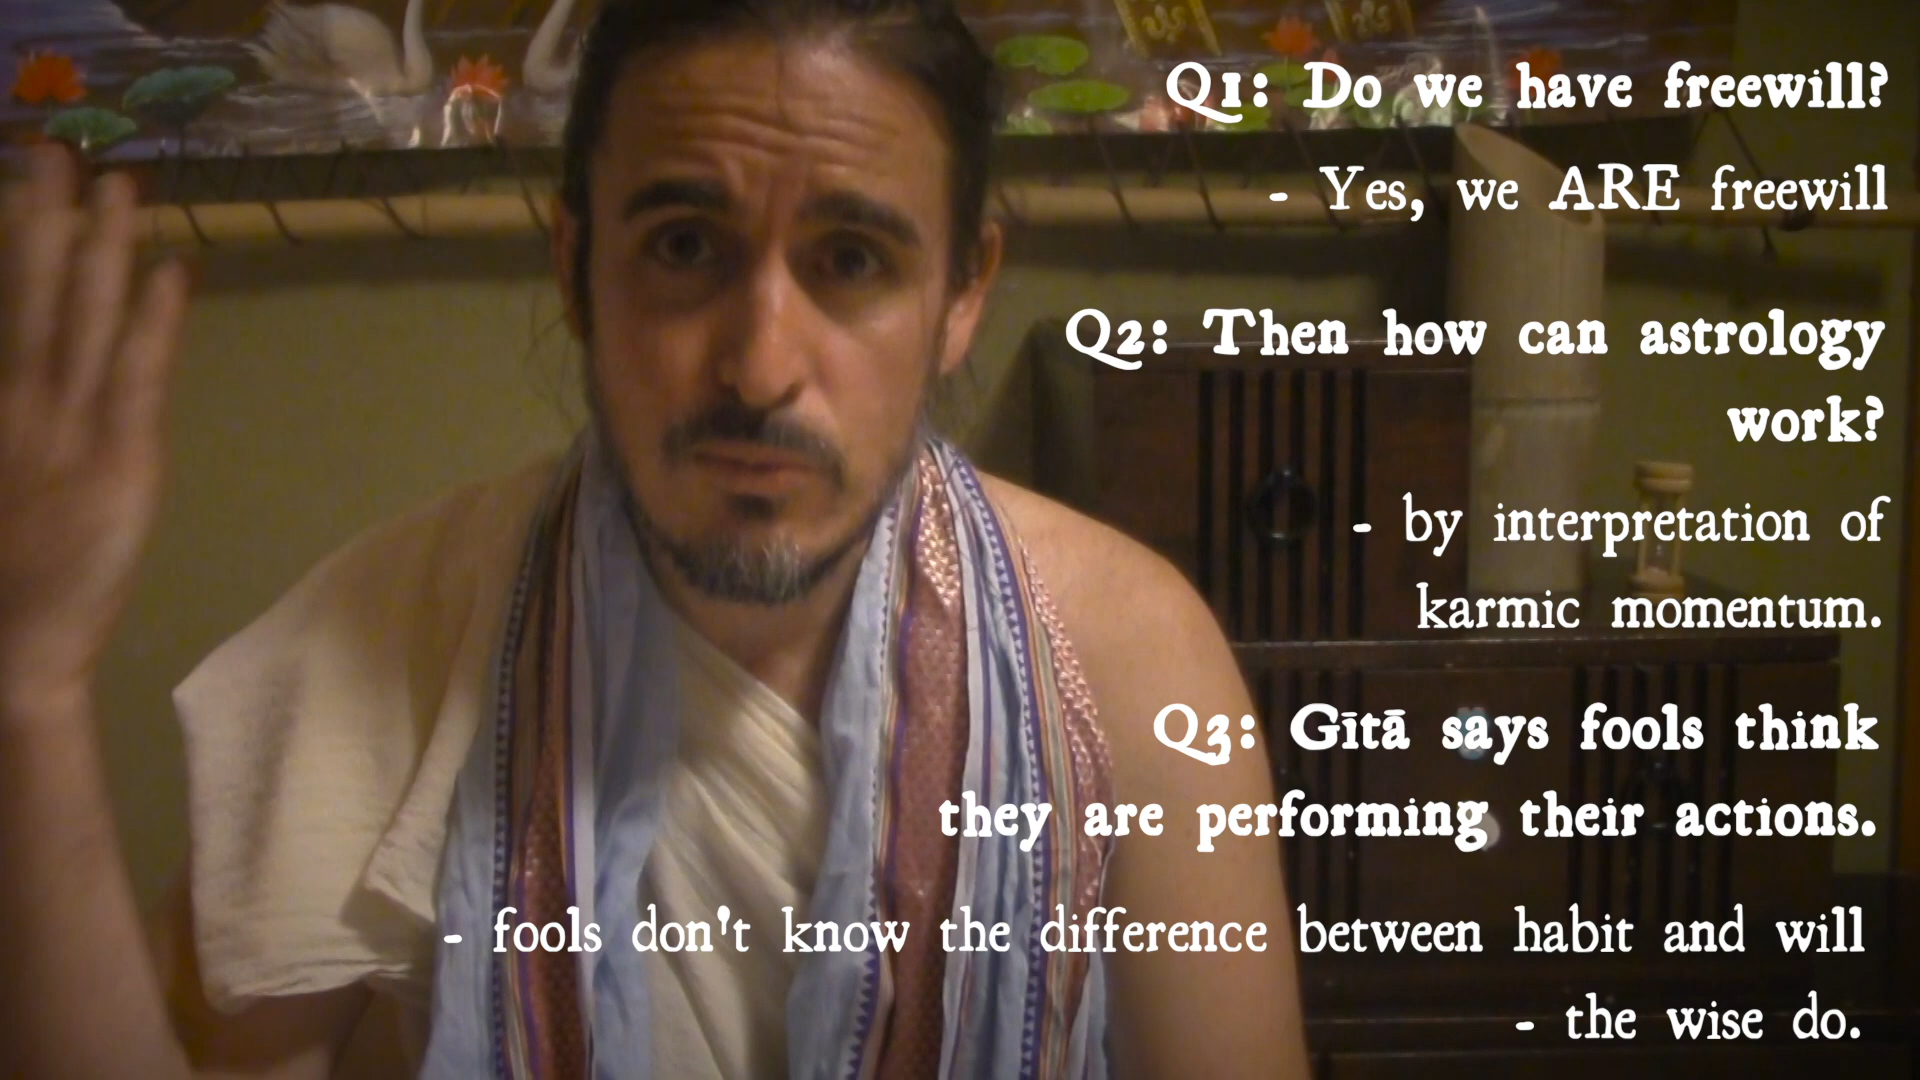 Q1: Do we have freewill?
- Yes, we ARE freewill
Q2: Then how can astrology
work?
- by interpretation of
karmic momentum.
Q3: Gītā says fools think
they are performing their actions.
- fools don't know the difference between habit and will
- the wise do.